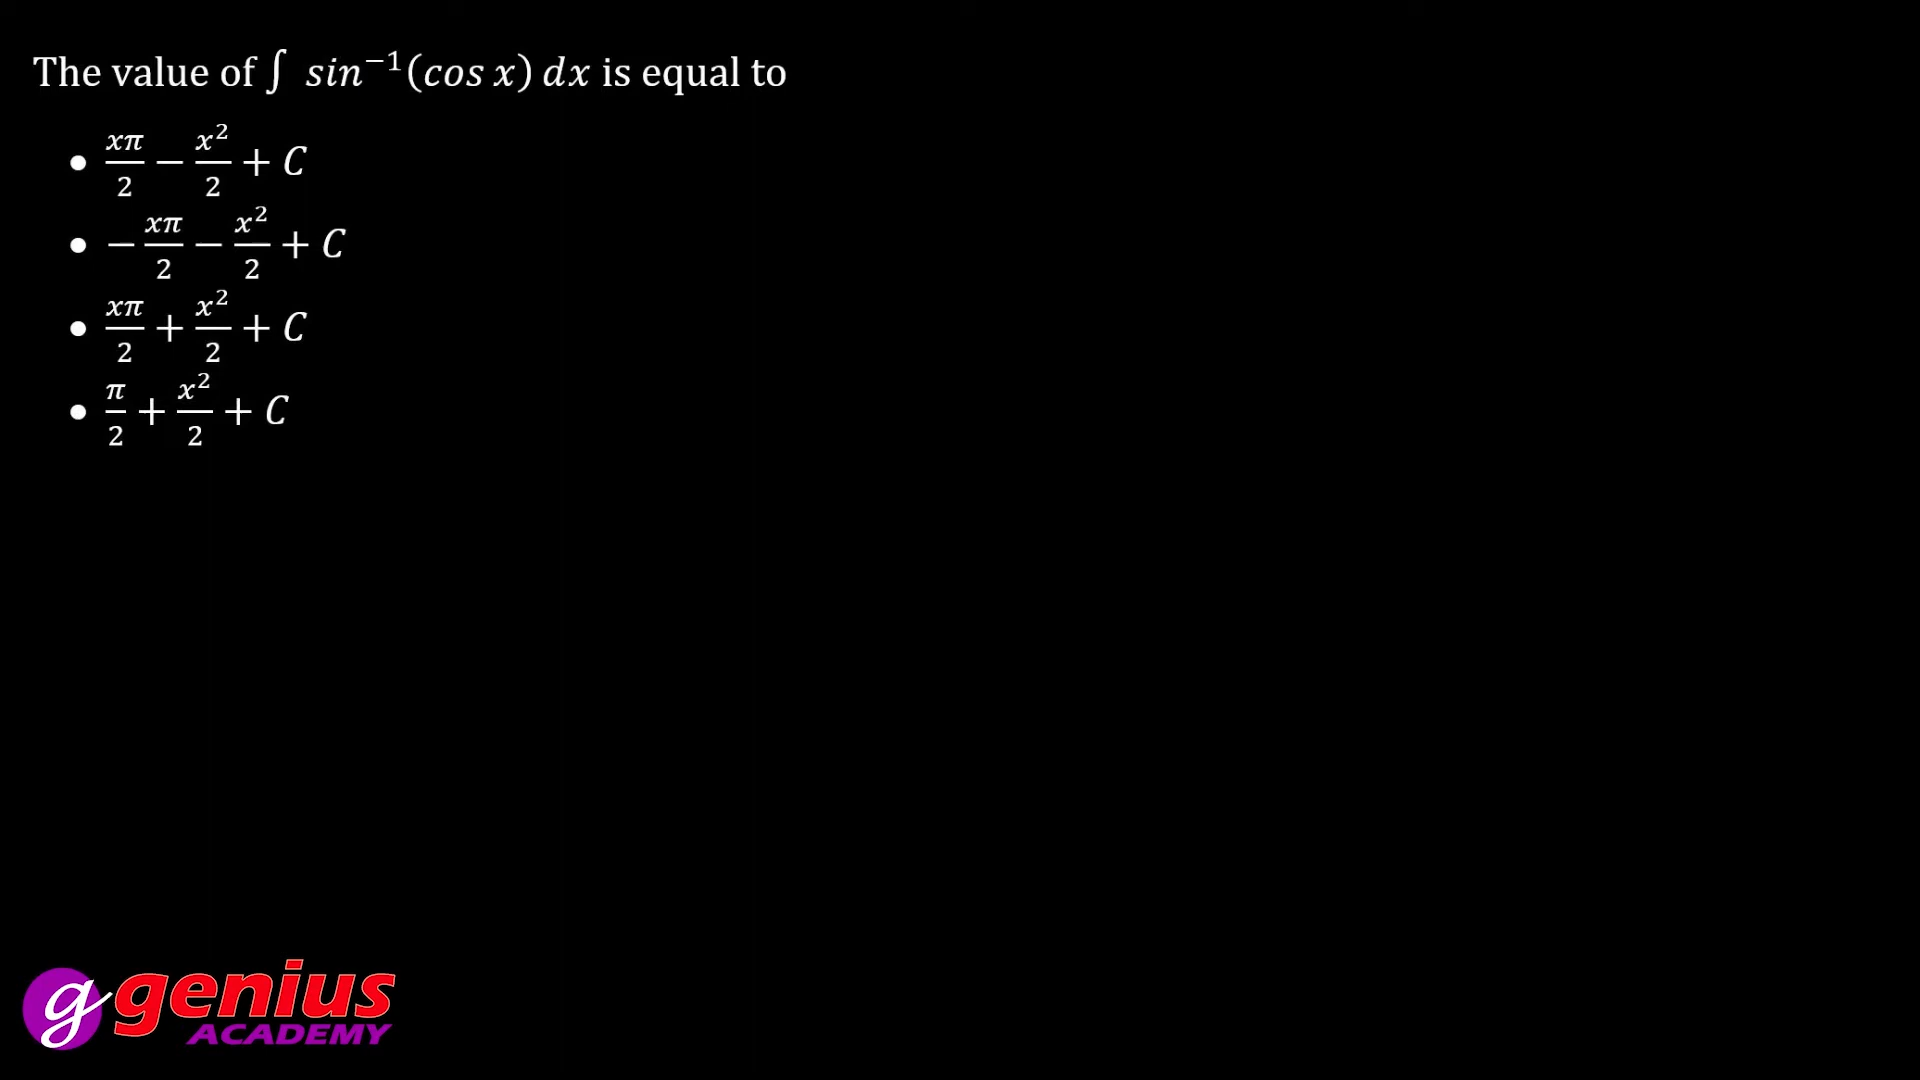 The value of ∫ sin⁻¹(cos x) dx is equal to
• xπ/2 − x²/2 + C
• −xπ/2 − x²/2 + C
• xπ/2 + x²/2 + C
• π/2 + x²/2 + C
g genius
ACADEMY